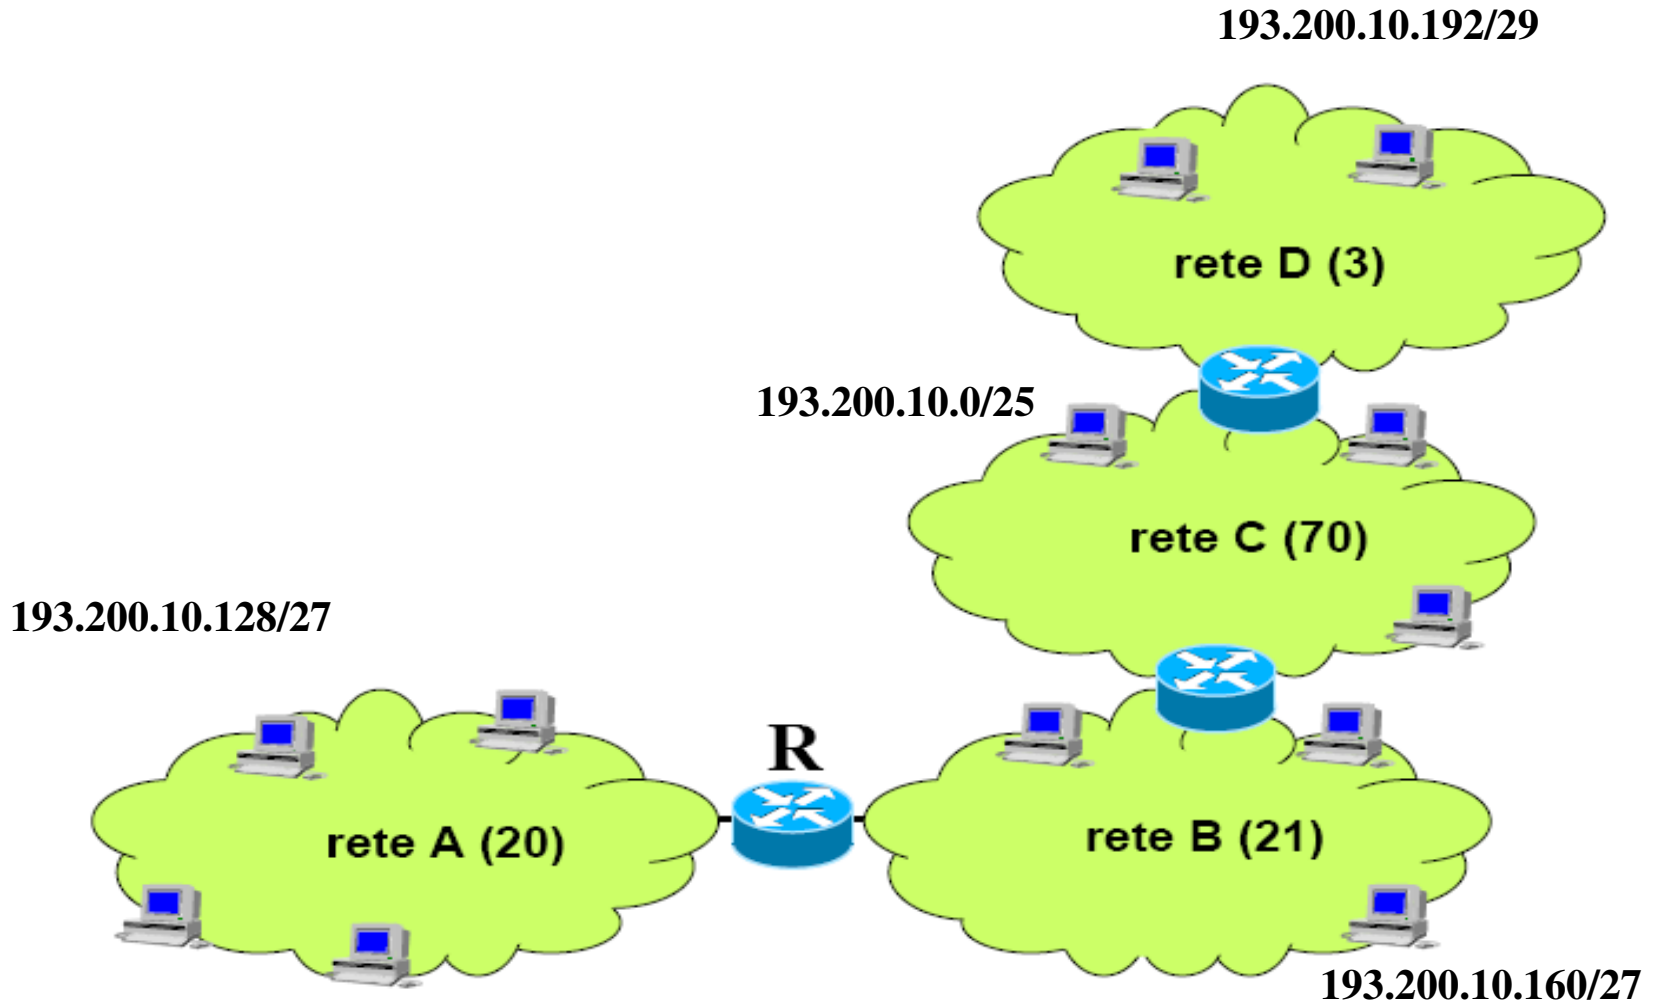 193.200.10.192/29
rete D (3)
193.200.10.0/25
rete C (70)
193.200.10.128/27
R
rete A (20)
rete B (21)
193.200.10.160/27